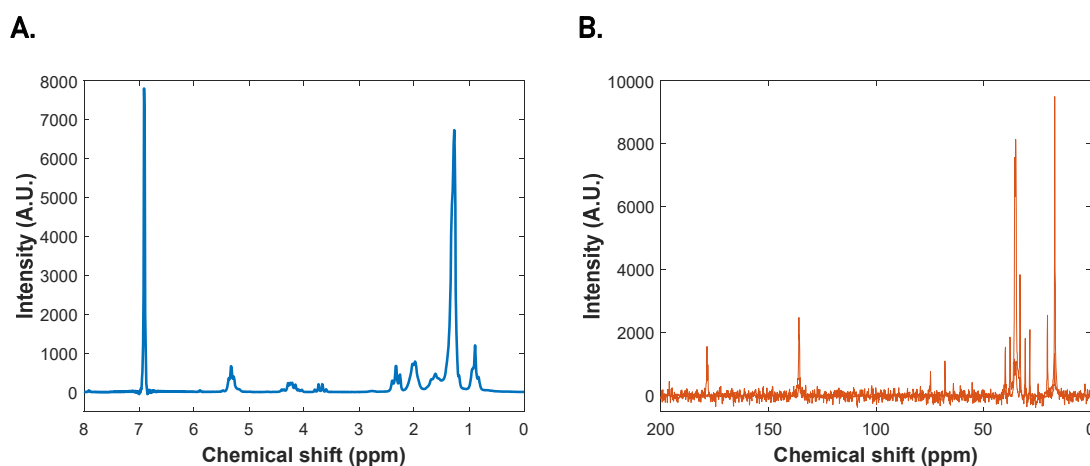 A.
B.
8000
7000
6000
5000
4000
3000
2000
1000
0
Intensity (A.U.)
8 7 6 5 4 3 2 1 0
Chemical shift (ppm)
10000
8000
6000
4000
2000
0
Intensity (A.U.)
200 150 100 50 0
Chemical shift (ppm)